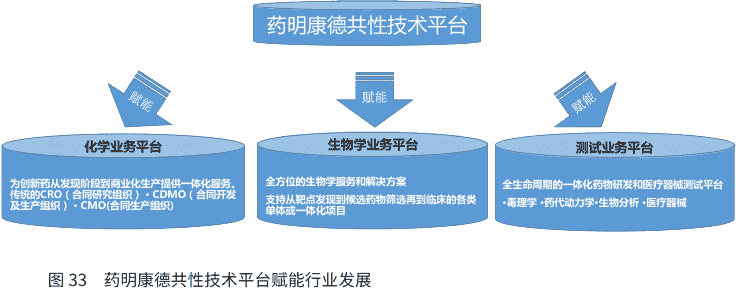 药明康德共性技术平台
赋能
赋能
赋能
化学业务平台
为创新药从发现阶段到商业化生产提供一体化服务。
传统的CRO（合同研究组织）·CDMO（合同开发
及生产组织）·CMO(合同生产组织)
生物学业务平台
全方位的生物学服务和解决方案
支持从靶点发现到候选药物筛选再到临床的各类
单体或一体化项目
测试业务平台
全生命周期的一体化药物研发和医疗器械测试平台
·毒理学 ·药代动力学·生物分析 ·医疗器械
图 33 药明康德共性技术平台赋能行业发展